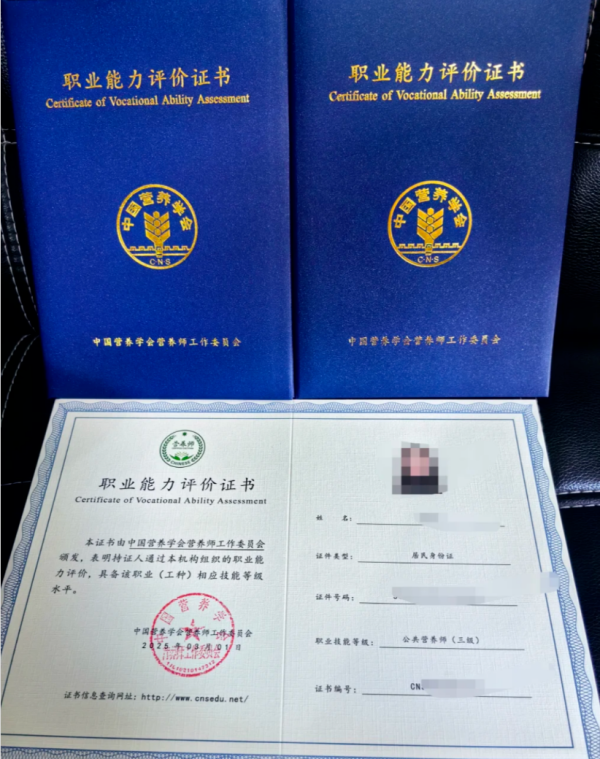 职业能力评价证书
Certificate of Vocational Ability Assessment
中国营养学会
C·N·S
中国营养学会营养师工作委员会
职业能力评价证书
Certificate of Vocational Ability Assessment
中国营养学会
C·N·S
中国营养学会营养师工作委员会
营养师
职业能力评价证书
Certificate of Vocational Ability Assessment
本证书由中国营养学会营养师工作委员会
颁发，表明持证人通过本机构组织的职业能
力评价，具备该职业（工种）相应技能等级
水平。
中国营养学会
中国营养学会营养师工作委员会
证书信息查询网址：http://www.cnsedu.net/
姓 名：
证件类型： 居民身份证
证件号码：
职业技能等级： 公共营养师（三级）
证书编号： CN